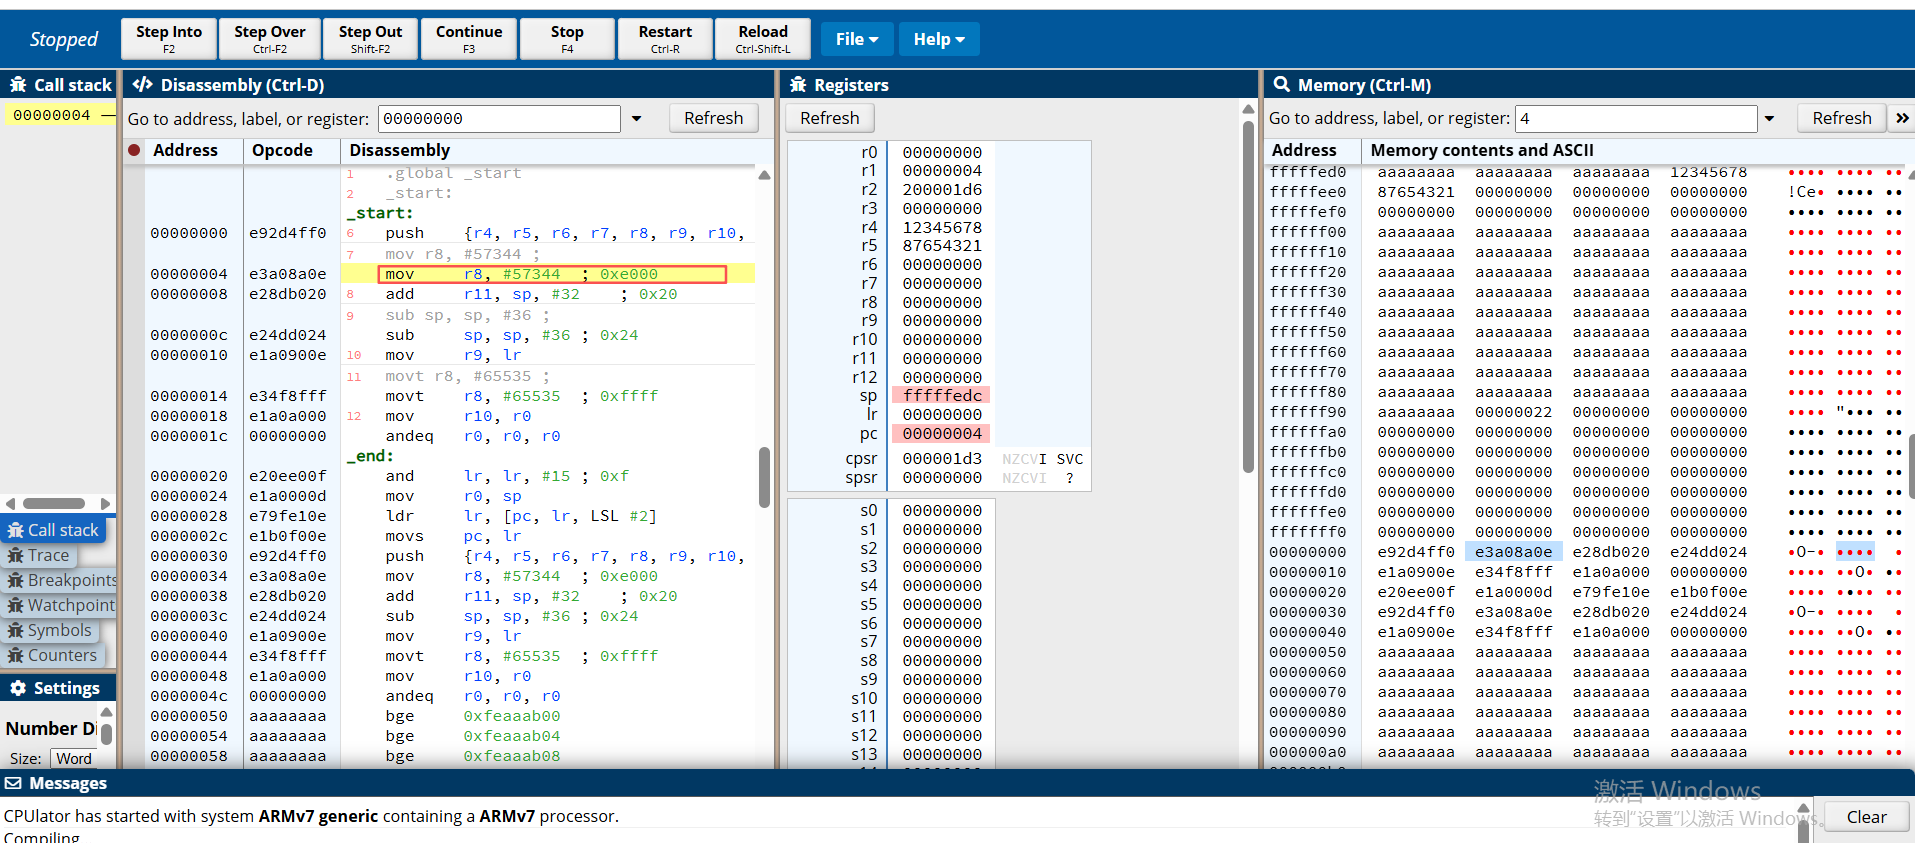 Stopped
Step Into
F2
Step Over
Ctrl-F2
Step Out
Shift-F2
Continue
F3
Stop
F4
Restart
Ctrl-R
Reload
Ctrl-Shift-L
File
Help
Call stack
00000004 —
Call stack
Trace
Breakpoints
Watchpoint
Symbols
Counters
Settings
Number Di
Size: Word
Disassembly (Ctrl-D)
Go to address, label, or register: 00000000 Refresh
Address Opcode Disassembly
1 .global _start
2 _start:
_start:
00000000 e92d4ff0 6 push {r4, r5, r6, r7, r8, r9, r10,
7 mov r8, #57344 ;
00000004 e3a08a0e mov r8, #57344 ; 0xe000
00000008 e28db020 8 add r11, sp, #32 ; 0x20
9 sub sp, sp, #36 ;
0000000c e24dd024 sub sp, sp, #36 ; 0x24
00000010 e1a0900e 10 mov r9, lr
11 movt r8, #65535 ;
00000014 e34f8fff movt r8, #65535 ; 0xffff
00000018 e1a0a000 12 mov r10, r0
0000001c 00000000 andeq r0, r0, r0
_end:
00000020 e20ee00f and lr, lr, #15 ; 0xf
00000024 e1a0000d mov r0, sp
00000028 e79fe10e ldr lr, [pc, lr, LSL #2]
0000002c e1b0f00e movs pc, lr
00000030 e92d4ff0 push {r4, r5, r6, r7, r8, r9, r10,
00000034 e3a08a0e mov r8, #57344 ; 0xe000
00000038 e28db020 add r11, sp, #32 ; 0x20
0000003c e24dd024 sub sp, sp, #36 ; 0x24
00000040 e1a0900e mov r9, lr
00000044 e34f8fff movt r8, #65535 ; 0xffff
00000048 e1a0a000 mov r10, r0
0000004c 00000000 andeq r0, r0, r0
00000050 aaaaaaaa bge 0xfeaaab00
00000054 aaaaaaaa bge 0xfeaaab04
00000058 aaaaaaaa bge 0xfeaaab08
Registers
Refresh
r0 00000000
r1 00000004
r2 200001d6
r3 00000000
r4 12345678
r5 87654321
r6 00000000
r7 00000000
r8 00000000
r9 00000000
r10 00000000
r11 00000000
r12 00000000
sp fffffedc
lr 00000000
pc 00000004
cpsr 000001d3 NZCVI SVC
spsr 00000000 NZCVI ?
s0 00000000
s1 00000000
s2 00000000
s3 00000000
s4 00000000
s5 00000000
s6 00000000
s7 00000000
s8 00000000
s9 00000000
s10 00000000
s11 00000000
s12 00000000
s13 00000000
Memory (Ctrl-M)
Go to address, label, or register: 4 Refresh »
Address Memory contents and ASCII
fffffed0 aaaaaaaa aaaaaaaa aaaaaaaa 12345678 •••• •••• ••
fffffee0 87654321 00000000 00000000 00000000 !Ce• •••• ••
fffffef0 00000000 00000000 00000000 00000000 •••• •••• ••
ffffff00 aaaaaaaa aaaaaaaa aaaaaaaa aaaaaaaa •••• •••• ••
ffffff10 aaaaaaaa aaaaaaaa aaaaaaaa aaaaaaaa •••• •••• ••
ffffff20 aaaaaaaa aaaaaaaa aaaaaaaa aaaaaaaa •••• •••• ••
ffffff30 aaaaaaaa aaaaaaaa aaaaaaaa aaaaaaaa •••• •••• ••
ffffff40 aaaaaaaa aaaaaaaa aaaaaaaa aaaaaaaa •••• •••• ••
ffffff50 aaaaaaaa aaaaaaaa aaaaaaaa aaaaaaaa •••• •••• ••
ffffff60 aaaaaaaa aaaaaaaa aaaaaaaa aaaaaaaa •••• •••• ••
ffffff70 aaaaaaaa aaaaaaaa aaaaaaaa aaaaaaaa •••• •••• ••
ffffff80 aaaaaaaa aaaaaaaa aaaaaaaa aaaaaaaa •••• •••• ••
ffffff90 aaaaaaaa 00000022 00000000 00000000 •••• "••• ••
ffffffa0 00000000 00000000 00000000 00000000 •••• •••• ••
ffffffb0 00000000 00000000 00000000 00000000 •••• •••• ••
ffffffc0 00000000 00000000 00000000 00000000 •••• •••• ••
ffffffd0 00000000 00000000 00000000 00000000 •••• •••• ••
ffffffe0 00000000 00000000 00000000 00000000 •••• •••• ••
fffffff0 00000000 00000000 00000000 00000000 •••• •••• ••
00000000 e92d4ff0 e3a08a0e e28db020 e24dd024 •O-• •••• •
00000010 e1a0900e e34f8fff e1a0a000 00000000 •••• ••O• ••
00000020 e20ee00f e1a0000d e79fe10e e1b0f00e •••• •••• ••
00000030 e92d4ff0 e3a08a0e e28db020 e24dd024 •O-• •••• •
00000040 e1a0900e e34f8fff e1a0a000 00000000 •••• ••O• ••
00000050 aaaaaaaa aaaaaaaa aaaaaaaa aaaaaaaa •••• •••• ••
00000060 aaaaaaaa aaaaaaaa aaaaaaaa aaaaaaaa •••• •••• ••
00000070 aaaaaaaa aaaaaaaa aaaaaaaa aaaaaaaa •••• •••• ••
00000080 aaaaaaaa aaaaaaaa aaaaaaaa aaaaaaaa •••• •••• ••
00000090 aaaaaaaa aaaaaaaa aaaaaaaa aaaaaaaa •••• •••• ••
000000a0 aaaaaaaa aaaaaaaa aaaaaaaa aaaaaaaa •••• •••• ••
Messages
CPUlator has started with system ARMv7 generic containing a ARMv7 processor.
Compiling
Clear
激活 Windows
转到"设置"以激活 Windows。